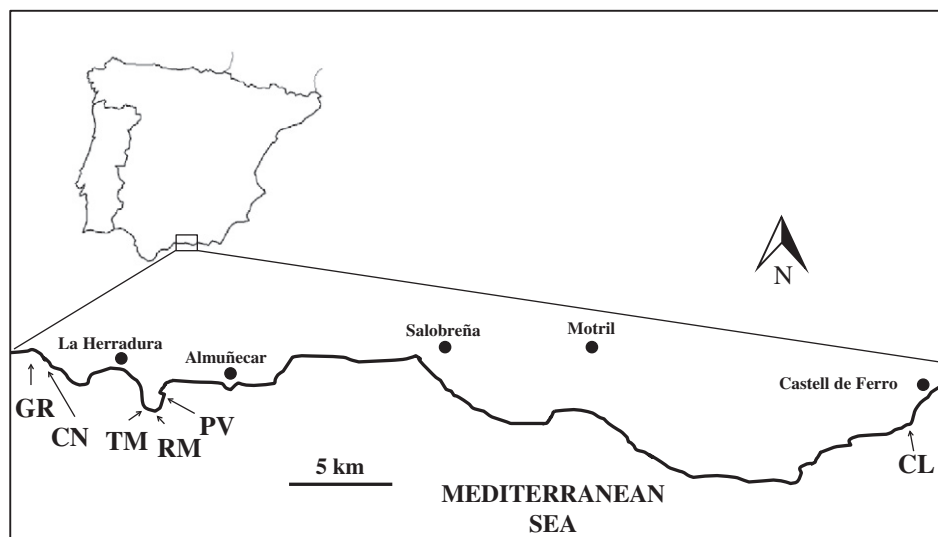 N
Salobreña
Motril
La Herradura
Almuñecar
Castell de Ferro
GR
CN
TM
RM
PV
CL
5 km
MEDITERRANEAN
SEA